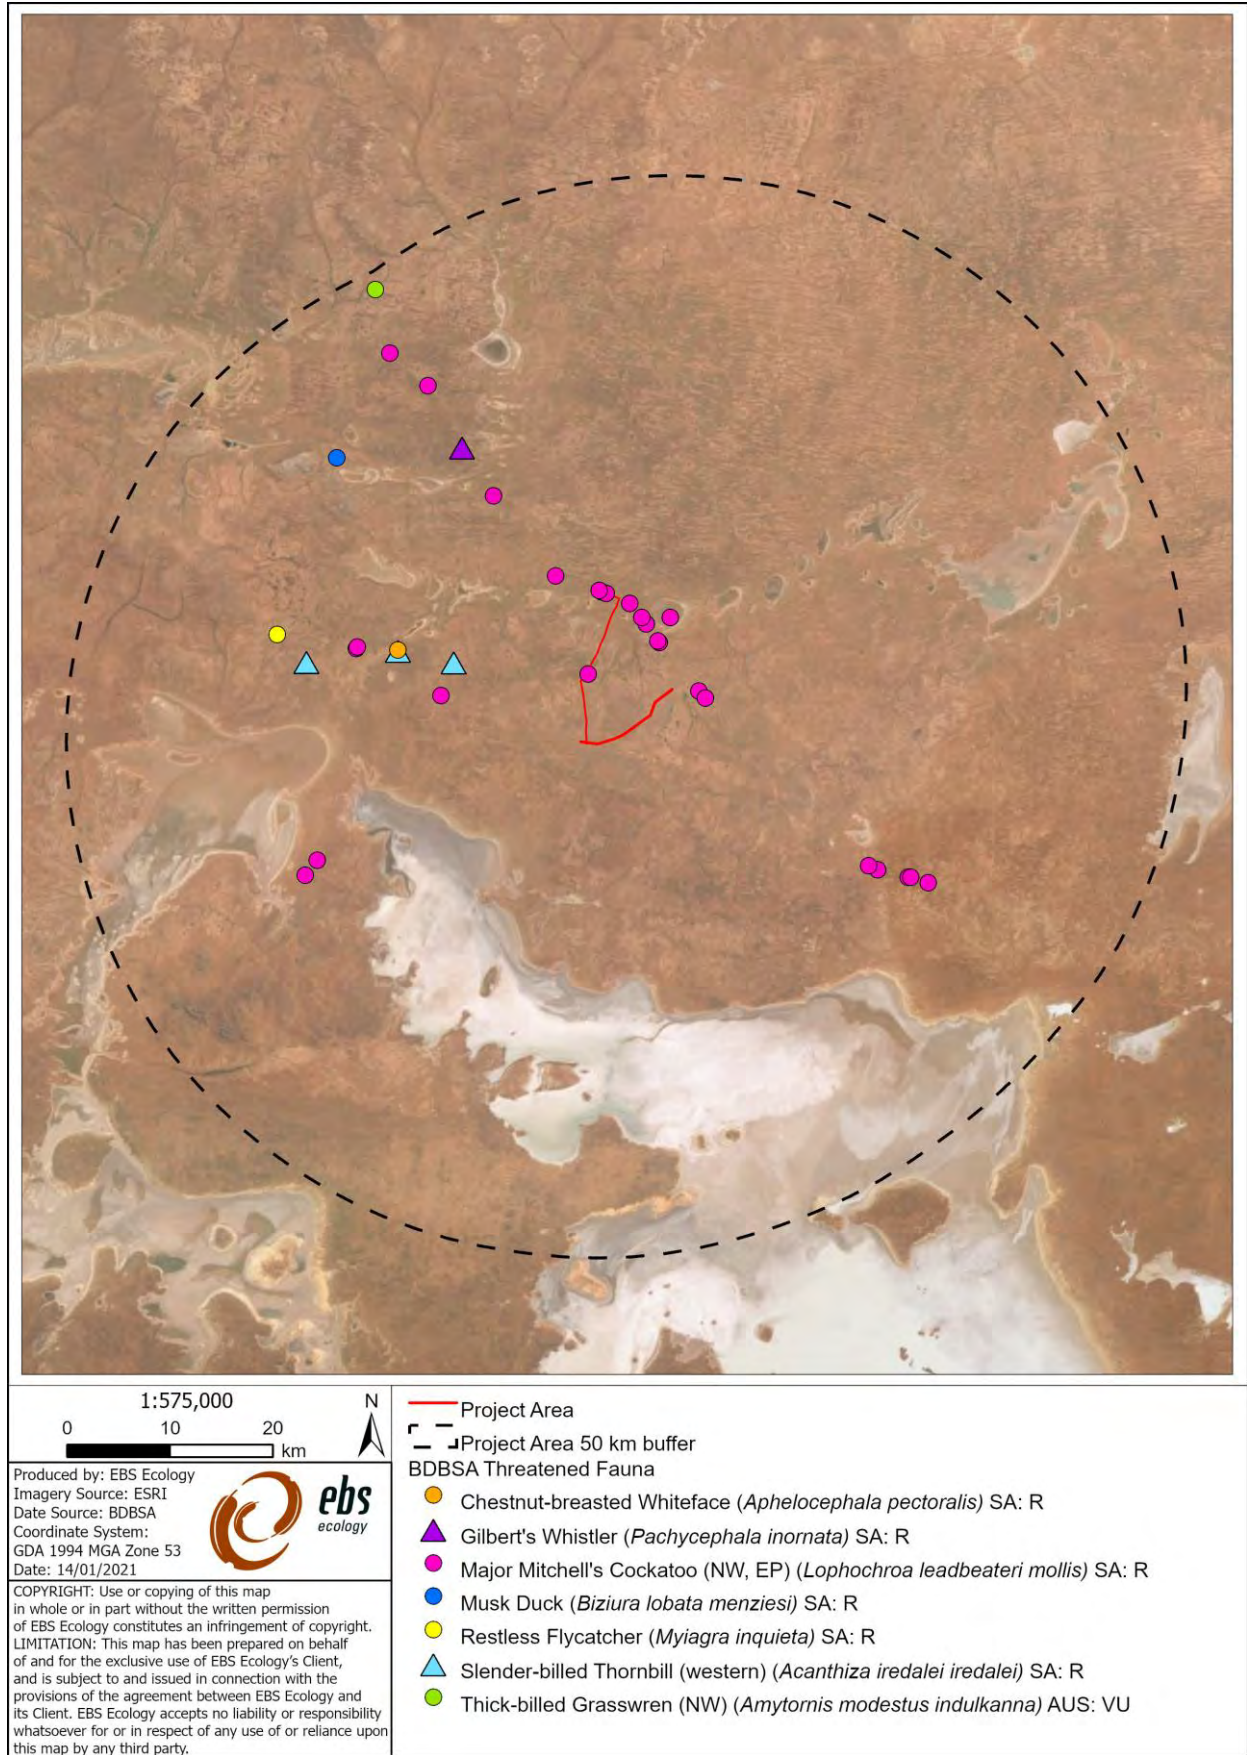 1:575,000
N
0 10 20
km
Produced by: EBS Ecology
Imagery Source: ESRI
Date Source: BDBSA
Coordinate System:
GDA 1994 MGA Zone 53
Date: 14/01/2021
ebs
ecology
COPYRIGHT: Use or copying of this map
in whole or in part without the written permission
of EBS Ecology constitutes an infringement of copyright.
LIMITATION: This map has been prepared on behalf
of and for the exclusive use of EBS Ecology's Client,
and is subject to and issued in connection with the
provisions of the agreement between EBS Ecology and
its Client. EBS Ecology accepts no liability or responsibility
whatsoever for or in respect of any use of or reliance upon
this map by any third party.
Project Area
Project Area 50 km buffer
BDBSA Threatened Fauna
Chestnut-breasted Whiteface (Aphelocephala pectoralis) SA: R
Gilbert's Whistler (Pachycephala inornata) SA: R
Major Mitchell's Cockatoo (NW, EP) (Lophochroa leadbeateri mollis) SA: R
Musk Duck (Biziura lobata menziesi) SA: R
Restless Flycatcher (Myiagra inquieta) SA: R
Slender-billed Thornbill (western) (Acanthiza iredalei iredalei) SA: R
Thick-billed Grasswren (NW) (Amytornis modestus indulkanna) AUS: VU